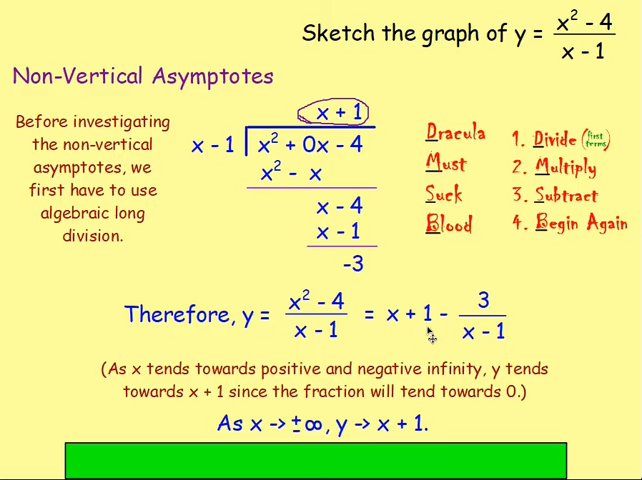 Sketch the graph of y = x² - 4 / x - 1
Non-Vertical Asymptotes
Before investigating
the non-vertical
asymptotes, we
first have to use
algebraic long
division.
x + 1
x - 1 x² + 0x - 4
x² - x
x - 4
x - 1
-3
Dracula
Must
Suck
Blood
1. Divide (first terms)
2. Multiply
3. Subtract
4. Begin Again
Therefore, y = x² - 4 / x - 1 = x + 1 - 3 / x - 1
(As x tends towards positive and negative infinity, y tends
towards x + 1 since the fraction will tend towards 0.)
As x -> ±∞, y -> x + 1.